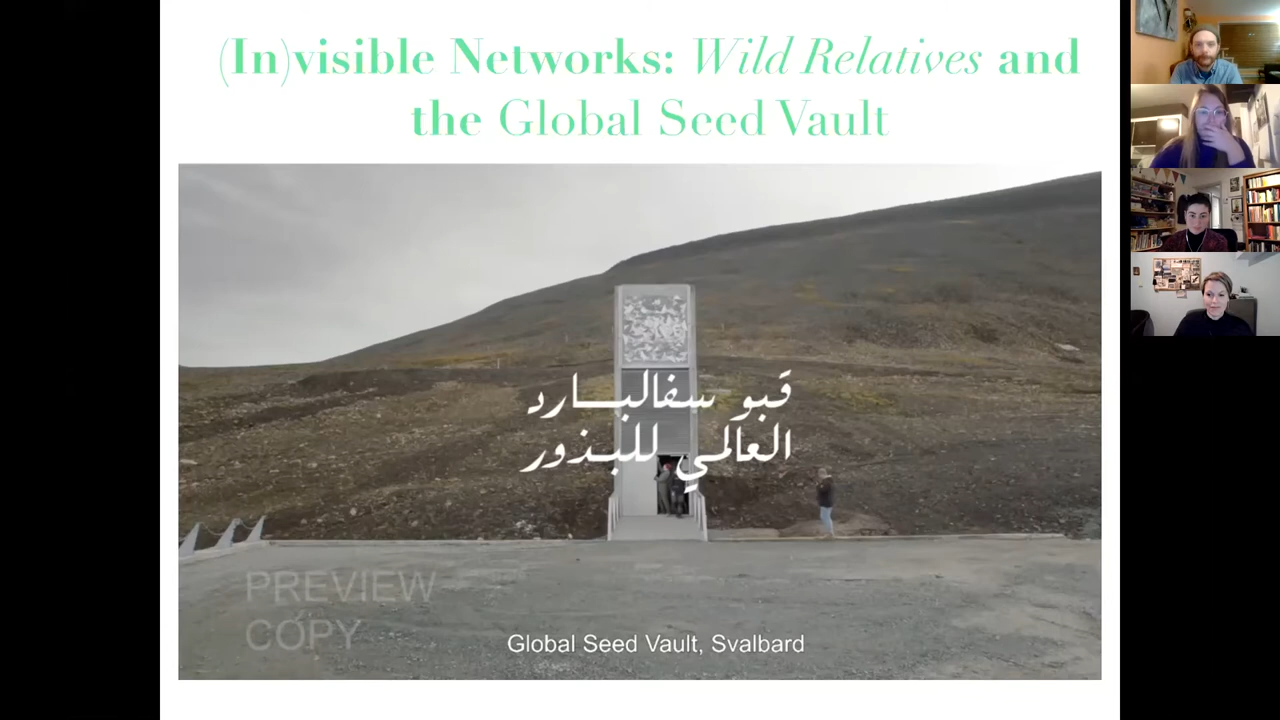 (In)visible Networks: Wild Relatives and
the Global Seed Vault
قبو سفالبارد
العالمي للبذور
PREVIEW
COPY
Global Seed Vault, Svalbard